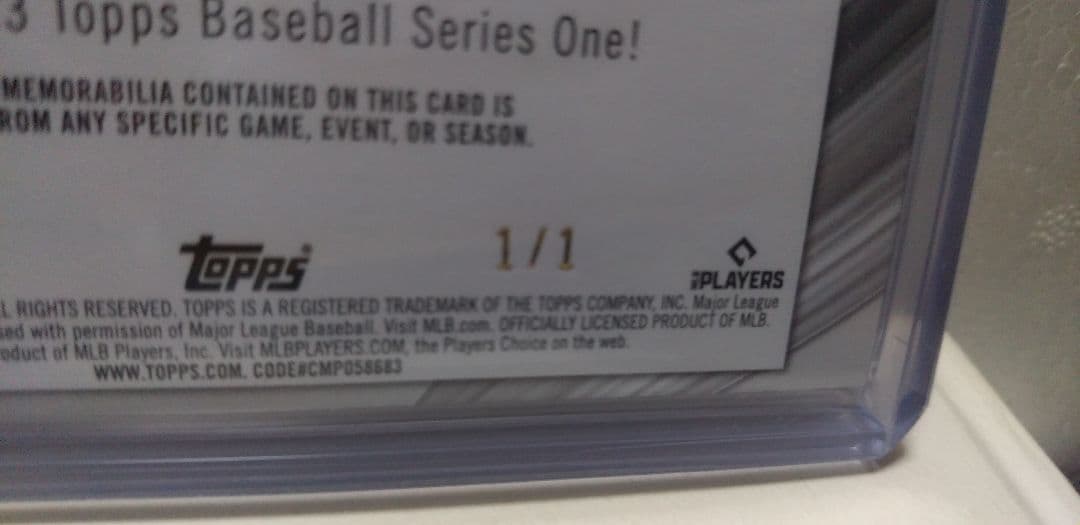 3 Topps Baseball Series One!
MEMORABILIA CONTAINED ON THIS CARD IS
ROM ANY SPECIFIC GAME, EVENT, OR SEASON.
1/1
topps
PLAYERS
L RIGHTS RESERVED. TOPPS IS A REGISTERED TRADEMARK OF THE TOPPS COMPANY, INC. Major League
sed with permission of Major League Baseball. Visit MLB.com. OFFICIALLY LICENSED PRODUCT OF MLB.
oduct of MLB Players, Inc. Visit MLBPLAYERS.COM, the Players Choice on the web.
WWW.TOPPS.COM. CODE#CMP058683